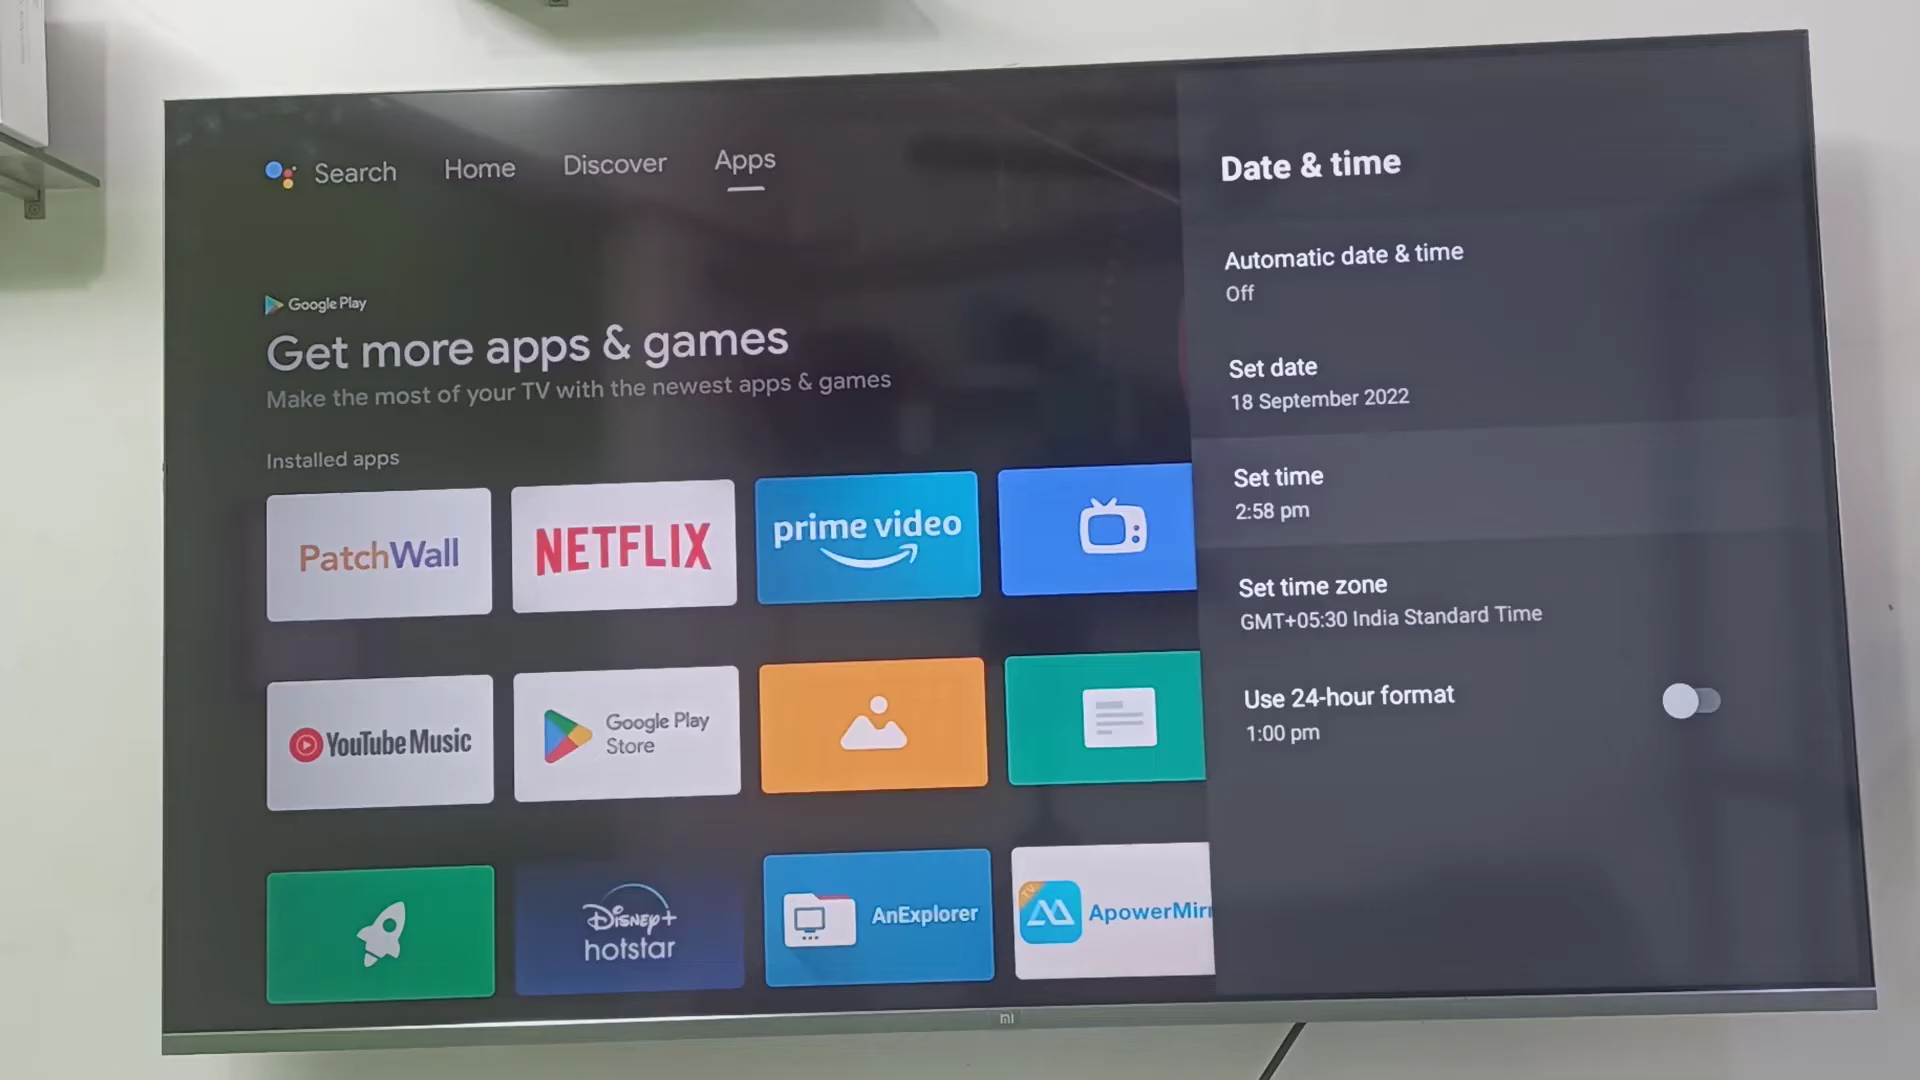 Search Home Discover Apps
Google Play
Get more apps & games
Make the most of your TV with the newest apps & games
Installed apps
PatchWall
NETFLIX
prime video
YouTube Music
Google Play
Store
Disney+
hotstar
AnExplorer
TV
ApowerMirr
Date & time
Automatic date & time
Off
Set date
18 September 2022
Set time
2:58 pm
Set time zone
GMT+05:30 India Standard Time
Use 24-hour format
1:00 pm
mi